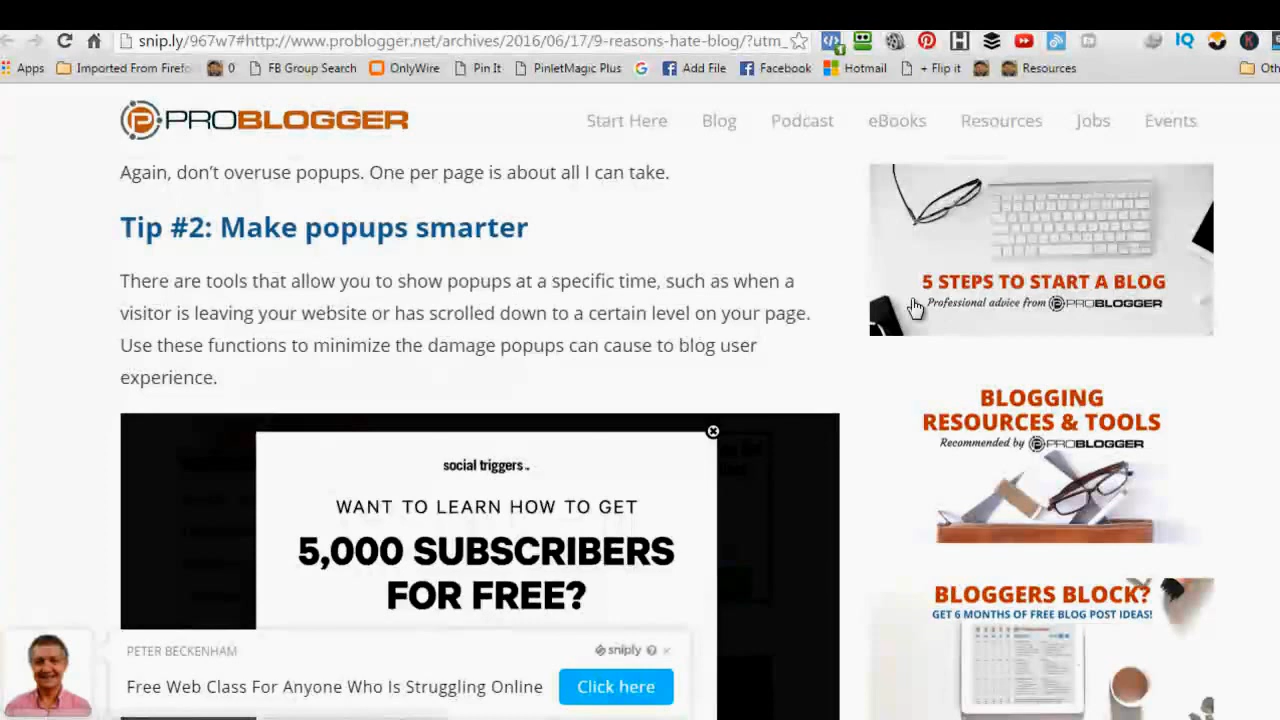 snip.ly/967w7#http://www.problogger.net/archives/2016/06/17/9-reasons-hate-blog/?utm_
Apps Imported From Firefo 0 FB Group Search OnlyWire Pin It PinletMagic Plus Add File Facebook Hotmail + Flip it Resources Oth
PROBLOGGER
Start Here Blog Podcast eBooks Resources Jobs Events
Again, don’t overuse popups. One per page is about all I can take.
Tip #2: Make popups smarter
There are tools that allow you to show popups at a specific time, such as when a
visitor is leaving your website or has scrolled down to a certain level on your page.
Use these functions to minimize the damage popups can cause to blog user
experience.
social triggers™
WANT TO LEARN HOW TO GET
5,000 SUBSCRIBERS
FOR FREE?
5 STEPS TO START A BLOG
Professional advice from PROBLOGGER
BLOGGING
RESOURCES & TOOLS
Recommended by PROBLOGGER
BLOGGERS BLOCK?
GET 6 MONTHS OF FREE BLOG POST IDEAS!
PETER BECKENHAM
sniply
Free Web Class For Anyone Who Is Struggling Online
Click here